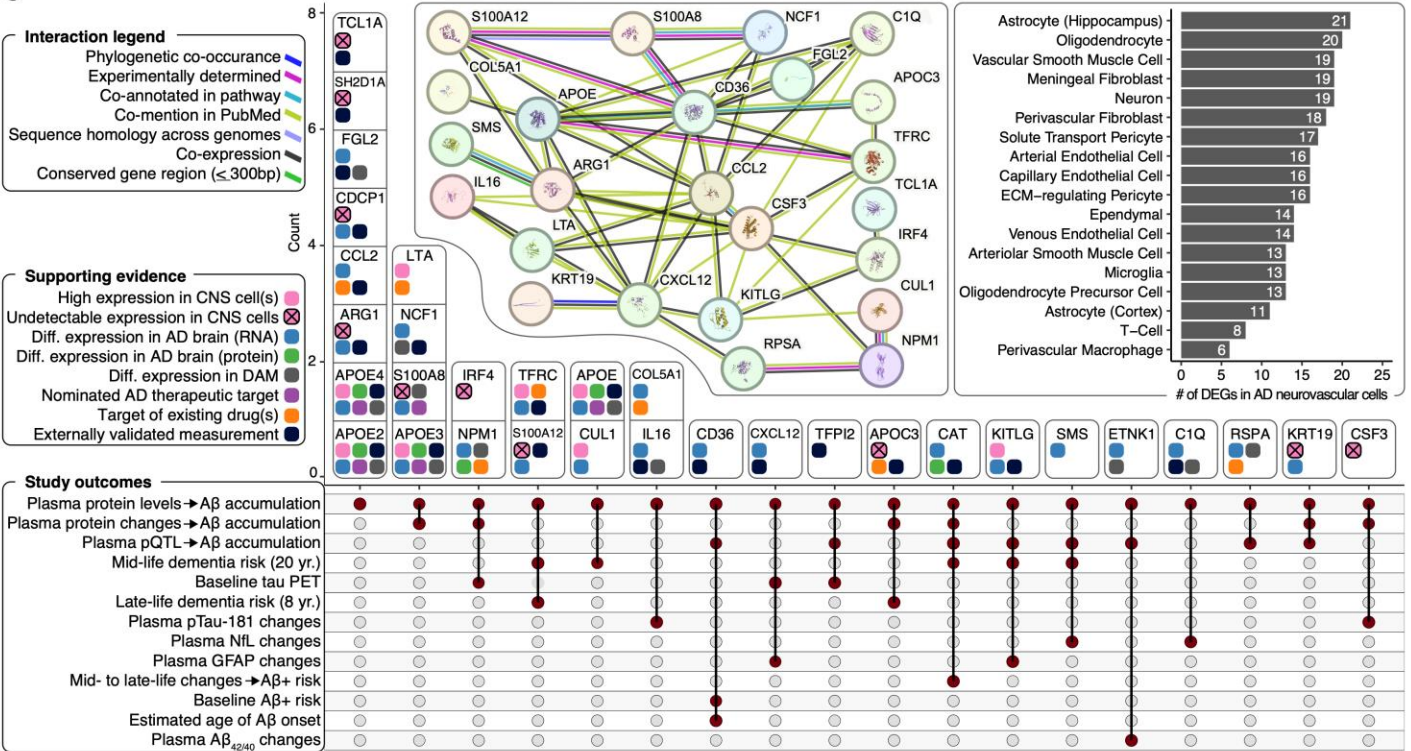 Interaction legend
Phylogenetic co-occurance
Experimentally determined
Co-annotated in pathway
Co-mention in PubMed
Sequence homology across genomes
Co-expression
Conserved gene region (≤ 300bp)
Supporting evidence
High expression in CNS cell(s)
Undetectable expression in CNS cells
Diff. expression in AD brain (RNA)
Diff. expression in AD brain (protein)
Diff. expression in DAM
Nominated AD therapeutic target
Target of existing drug(s)
Externally validated measurement
Count
8
6
4
2
0
TCL1A
SH2D1A
FGL2
CDCP1
CCL2 LTA
ARG1 NCF1
APOE4 S100A8 IRF4 TFRC APOE COL5A1
APOE2 APOE3 NPM1 S100A12 CUL1 IL16 CD36 CXCL12 TFPI2 APOC3 CAT KITLG SMS ETNK1 C1Q RSPA KRT19 CSF3
S100A12 S100A8 NCF1 C1Q
FGL2
COL5A1
APOE CD36 APOC3
SMS TFRC
ARG1 CCL2
IL16 TCL1A
CSF3
LTA IRF4
KRT19 CXCL12 KITLG CUL1
RPSA NPM1
Astrocyte (Hippocampus) 21
Oligodendrocyte 20
Vascular Smooth Muscle Cell 19
Meningeal Fibroblast 19
Neuron 19
Perivascular Fibroblast 18
Solute Transport Pericyte 17
Arterial Endothelial Cell 16
Capillary Endothelial Cell 16
ECM−regulating Pericyte 16
Ependymal 14
Venous Endothelial Cell 14
Arteriolar Smooth Muscle Cell 13
Microglia 13
Oligodendrocyte Precursor Cell 13
Astrocyte (Cortex) 11
T−Cell 8
Perivascular Macrophage 6
0 5 10 15 20 25
# of DEGs in AD neurovascular cells
Study outcomes
Plasma protein levels→Aβ accumulation
Plasma protein changes→Aβ accumulation
Plasma pQTL→Aβ accumulation
Mid-life dementia risk (20 yr.)
Baseline tau PET
Late-life dementia risk (8 yr.)
Plasma pTau-181 changes
Plasma NfL changes
Plasma GFAP changes
Mid- to late-life changes→Aβ+ risk
Baseline Aβ+ risk
Estimated age of Aβ onset
Plasma Aβ42/40 changes